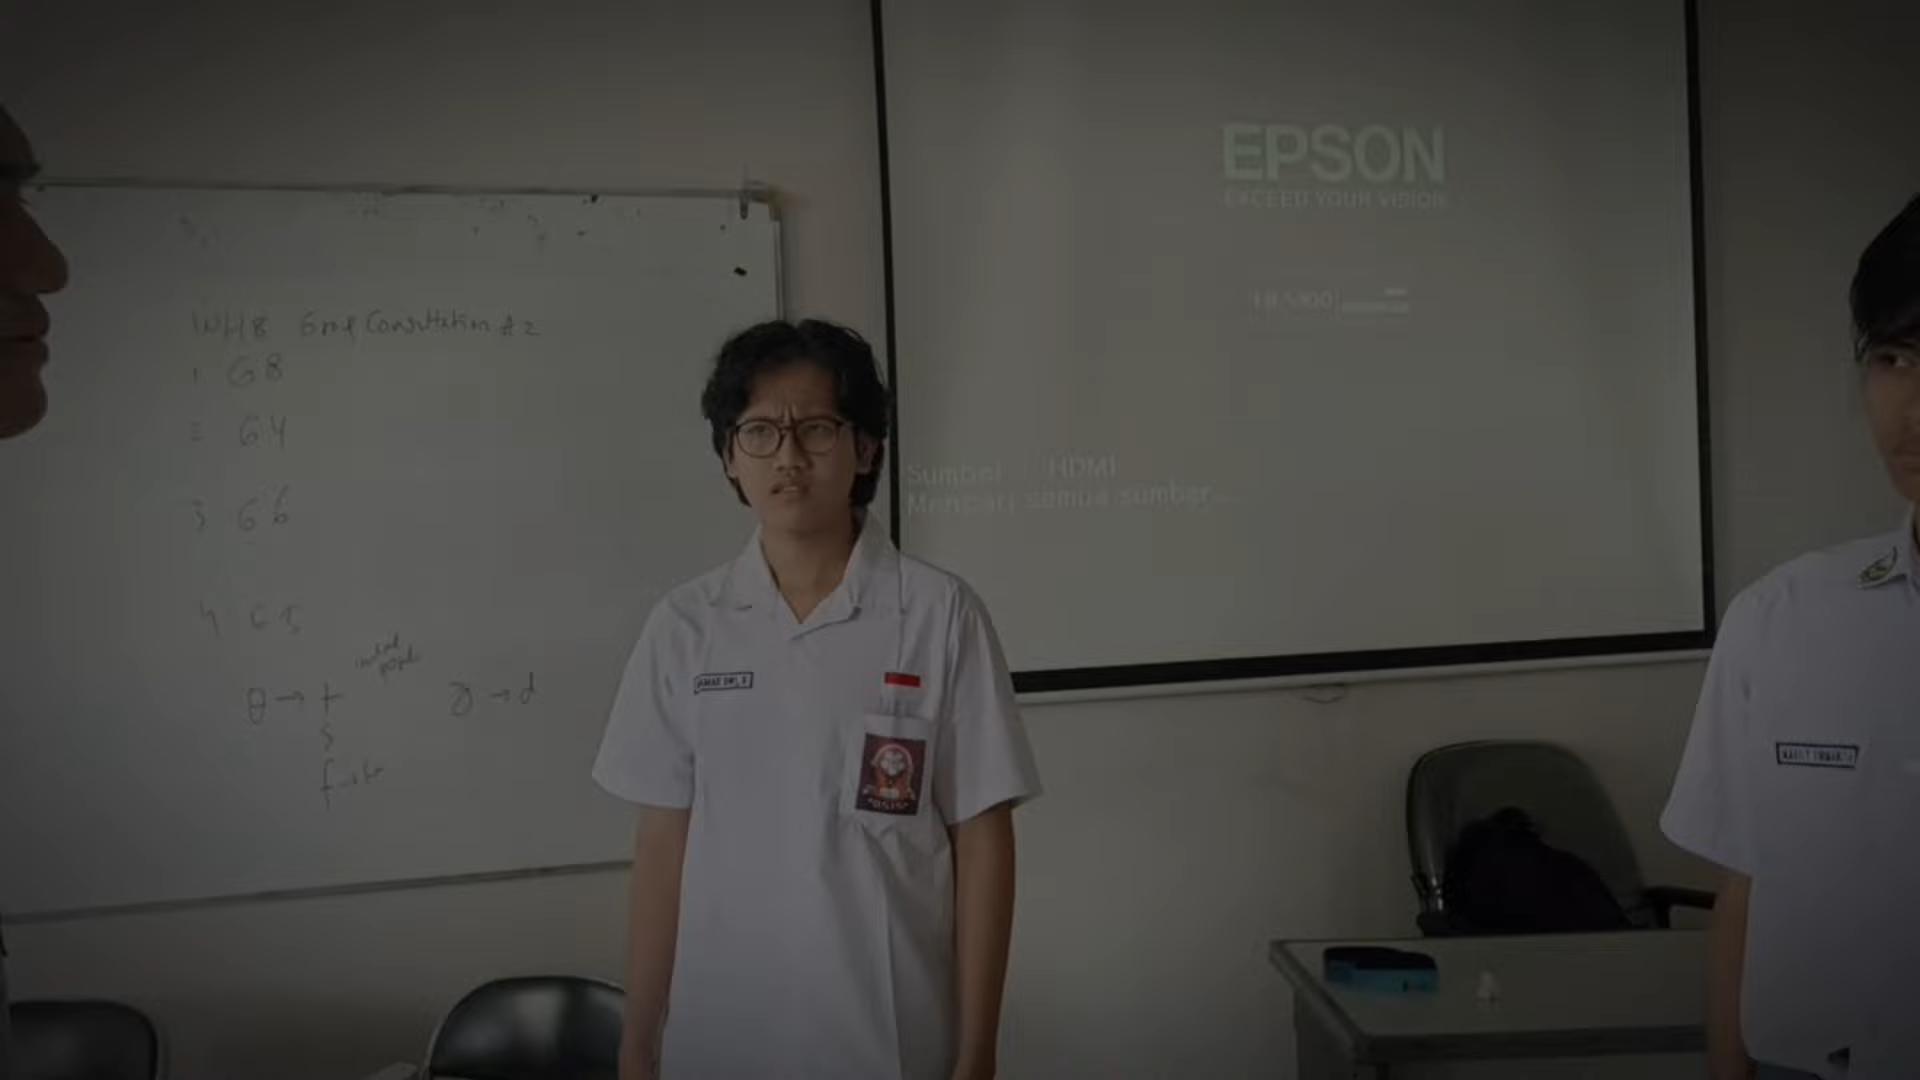 WH8 Group Consultation #2
1 G8
2 G4
3 G6
4 G5
θ → t
s
f
ð → d
EPSON
EXCEED YOUR VISION
Sumber : HDMI
Mencari semua sumber...
OSIS